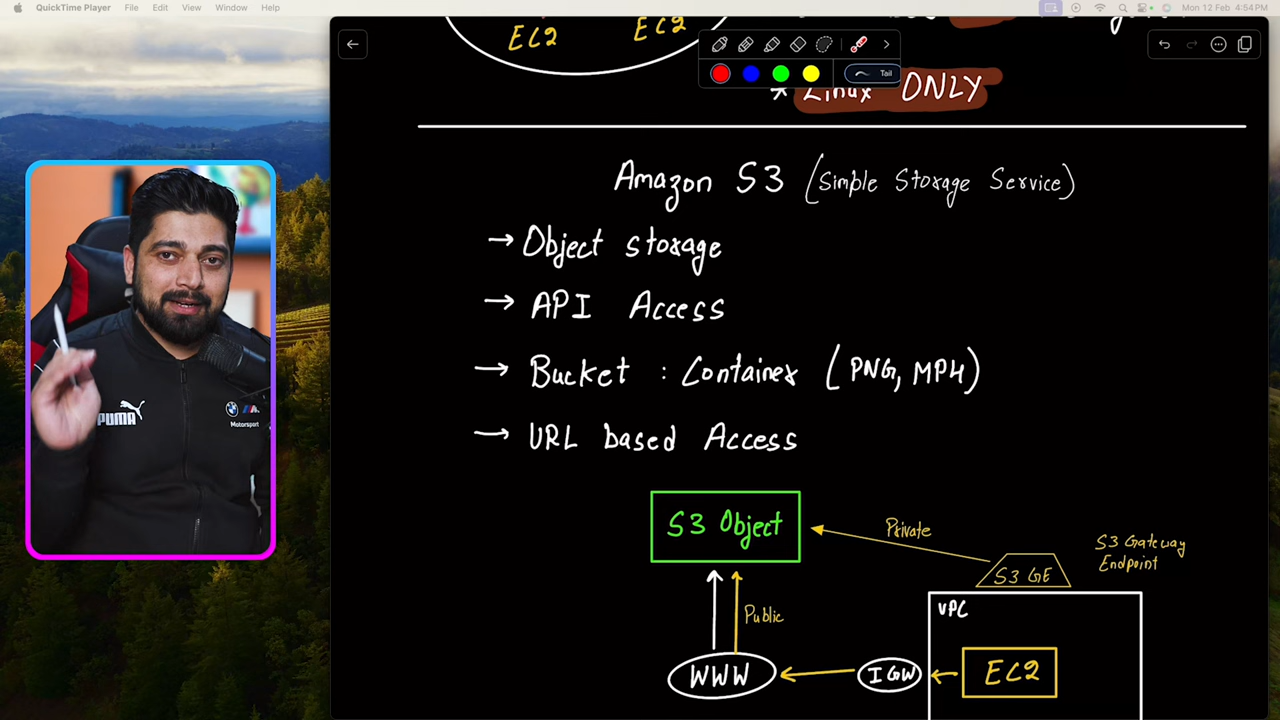 QuickTime Player File Edit View Window Help Mon 12 Feb 4:54 PM
EC2 EC2
Tail
* Linux ONLY
Amazon S3 (Simple Storage Service)
→ Object storage
→ API Access
→ Bucket : Container (PNG, MP4)
→ URL based Access
S3 Object
Private
S3 Gateway
Endpoint
S3 GE
VPC
Public
WWW
IGW
EC2
PUMA
BMW M
Motorsport